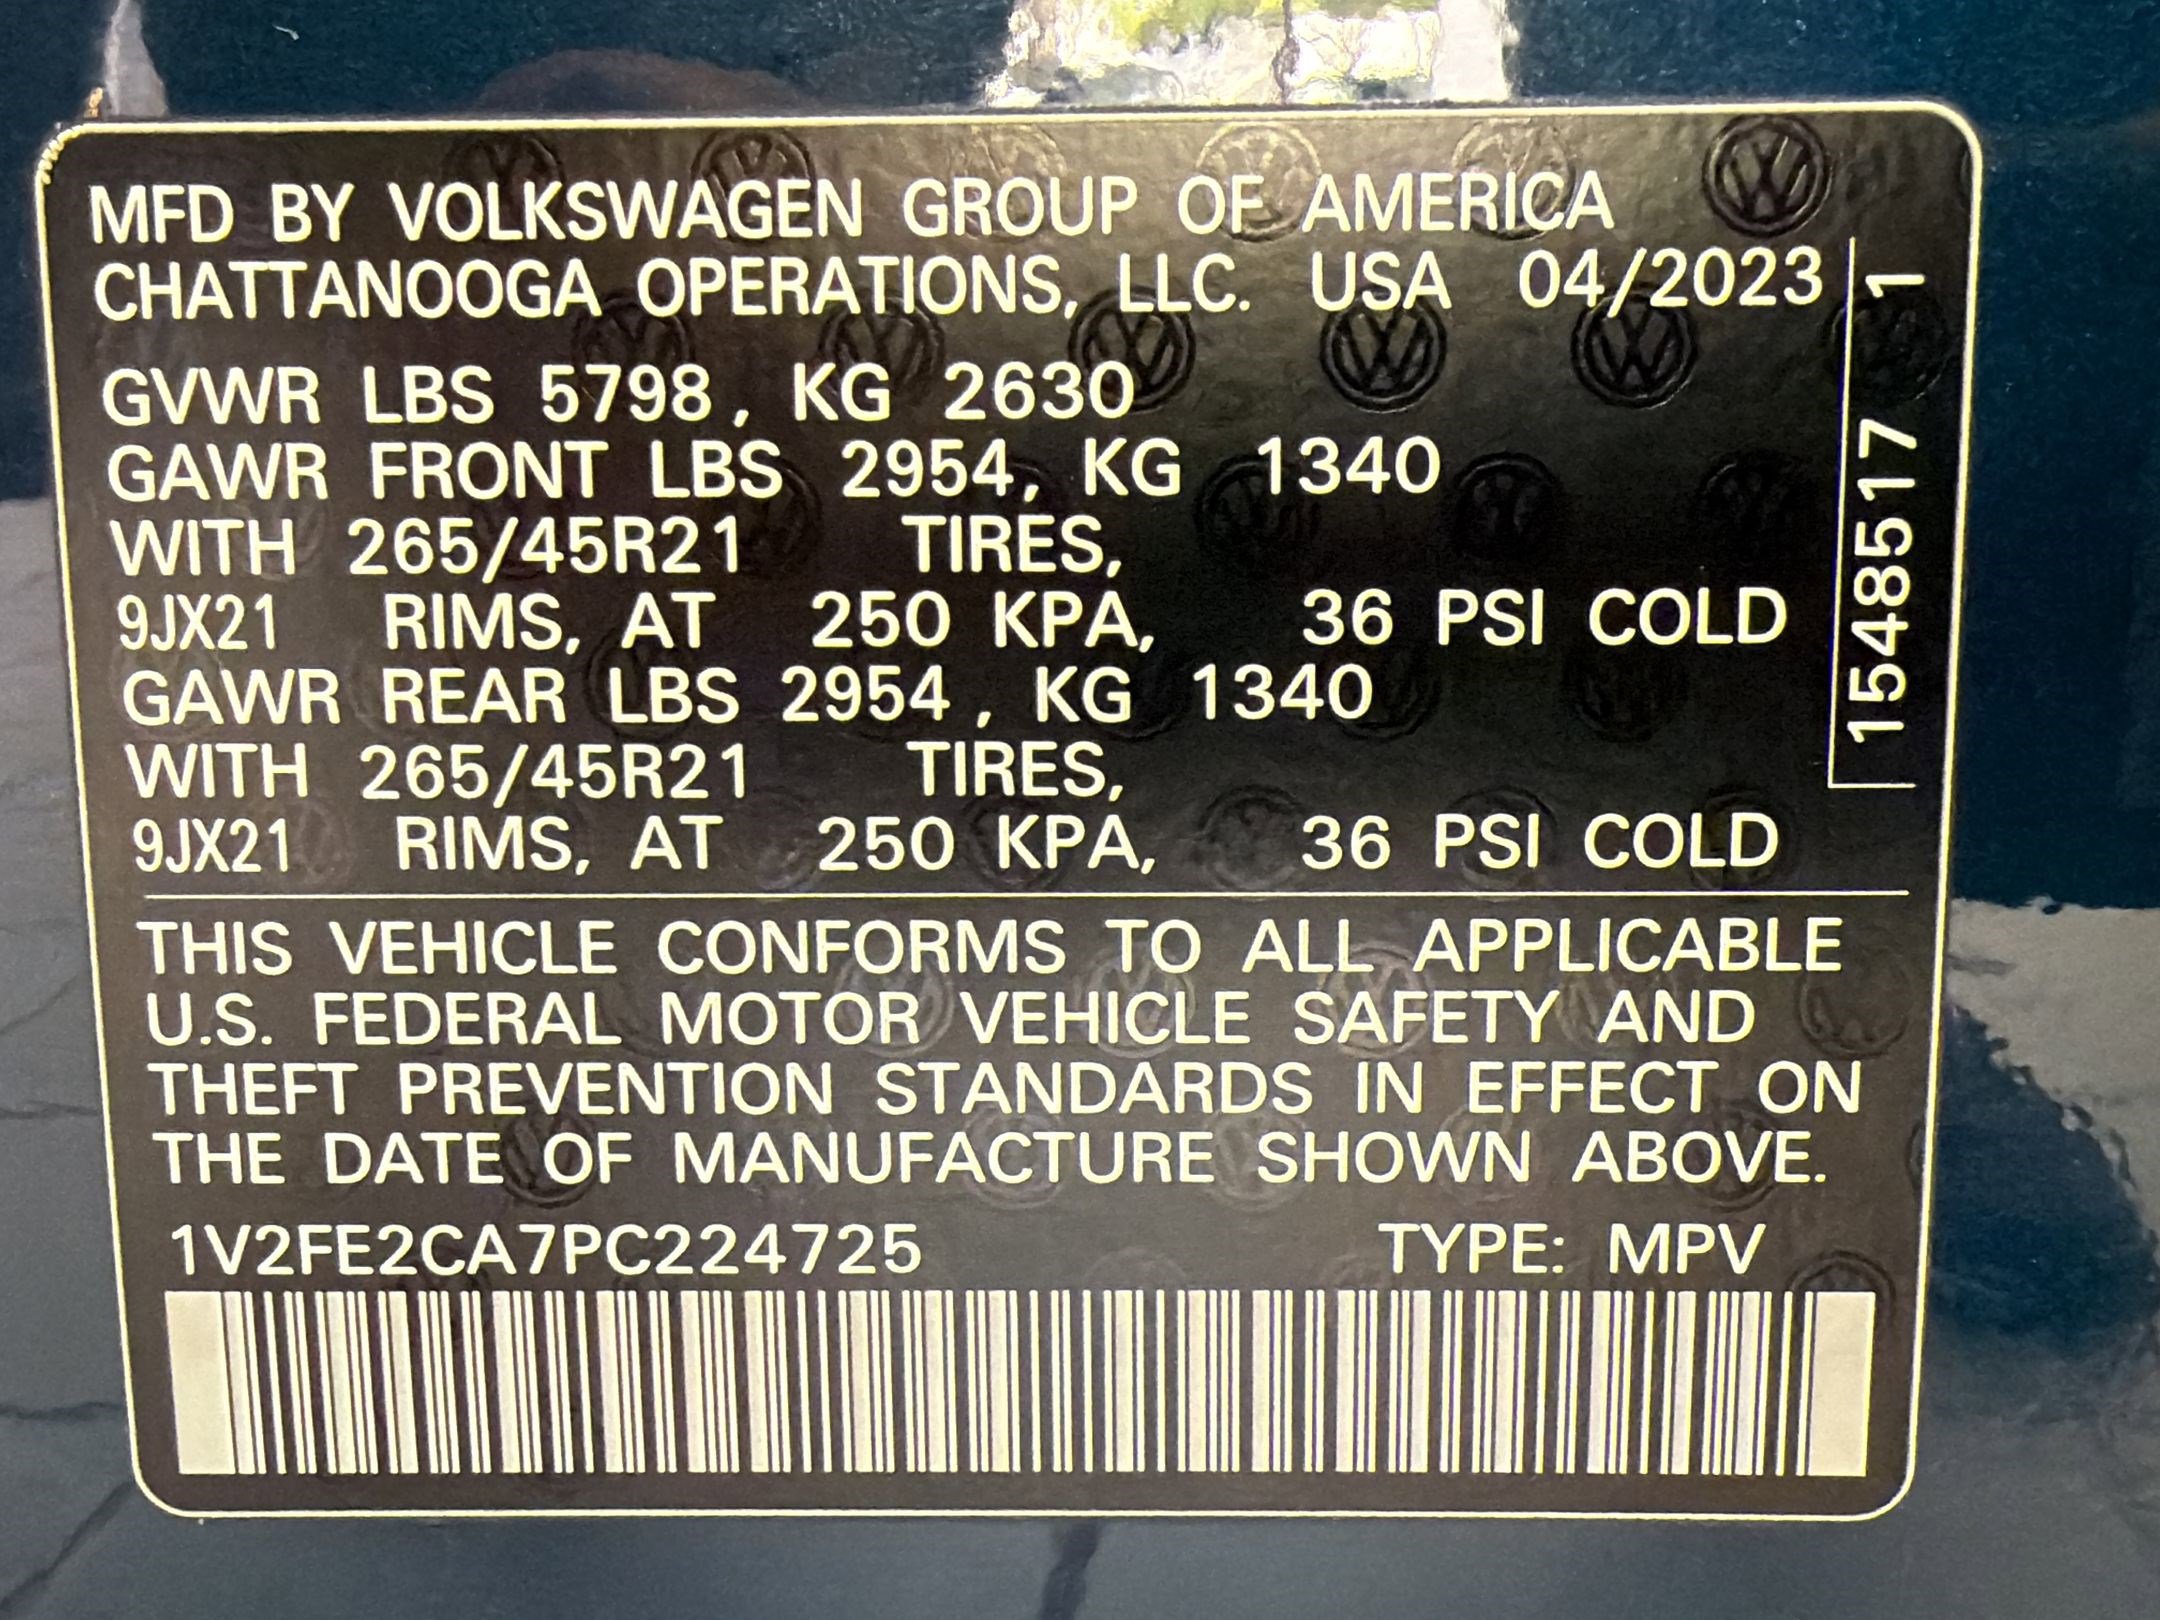 MFD BY VOLKSWAGEN GROUP OF AMERICA
CHATTANOOGA OPERATIONS, LLC. USA 04/2023
GVWR LBS 5798, KG 2630
GAWR FRONT LBS 2954, KG 1340
WITH 265/45R21 TIRES,
9JX21 RIMS, AT 250 KPA, 36 PSI COLD
GAWR REAR LBS 2954, KG 1340
WITH 265/45R21 TIRES,
9JX21 RIMS, AT 250 KPA, 36 PSI COLD
1548517 1
THIS VEHICLE CONFORMS TO ALL APPLICABLE
U.S. FEDERAL MOTOR VEHICLE SAFETY AND
THEFT PREVENTION STANDARDS IN EFFECT ON
THE DATE OF MANUFACTURE SHOWN ABOVE.
1V2FE2CA7PC224725 TYPE: MPV